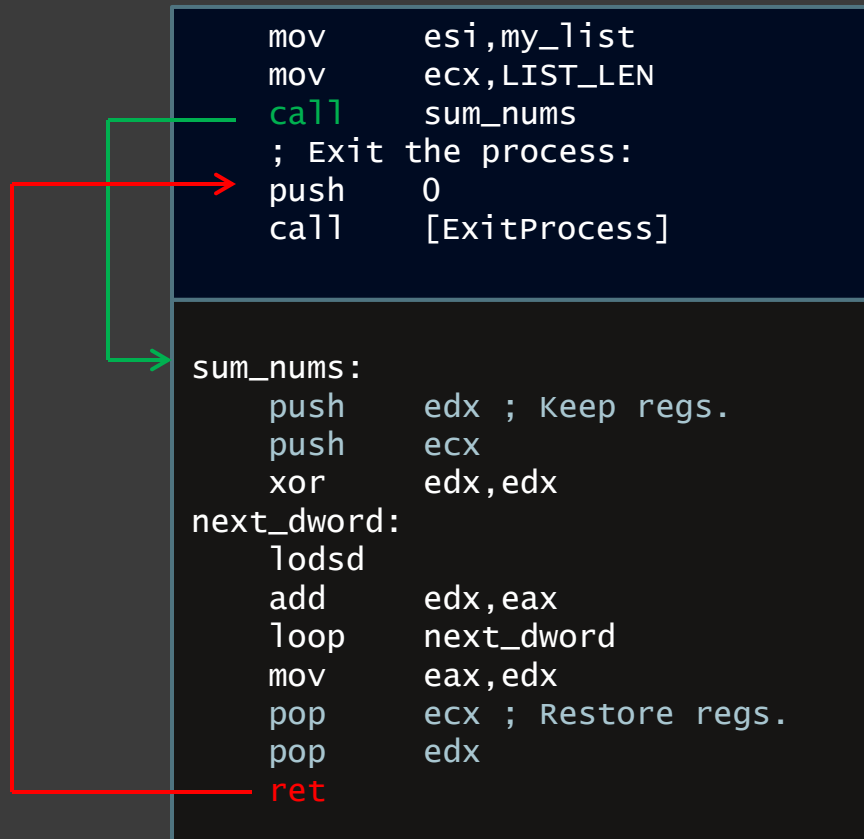 mov esi,my_list
mov ecx,LIST_LEN
call sum_nums
; Exit the process:
push 0
call [ExitProcess]
sum_nums:
push edx ; Keep regs.
push ecx
xor edx,edx
next_dword:
lodsd
add edx,eax
loop next_dword
mov eax,edx
pop ecx ; Restore regs.
pop edx
ret